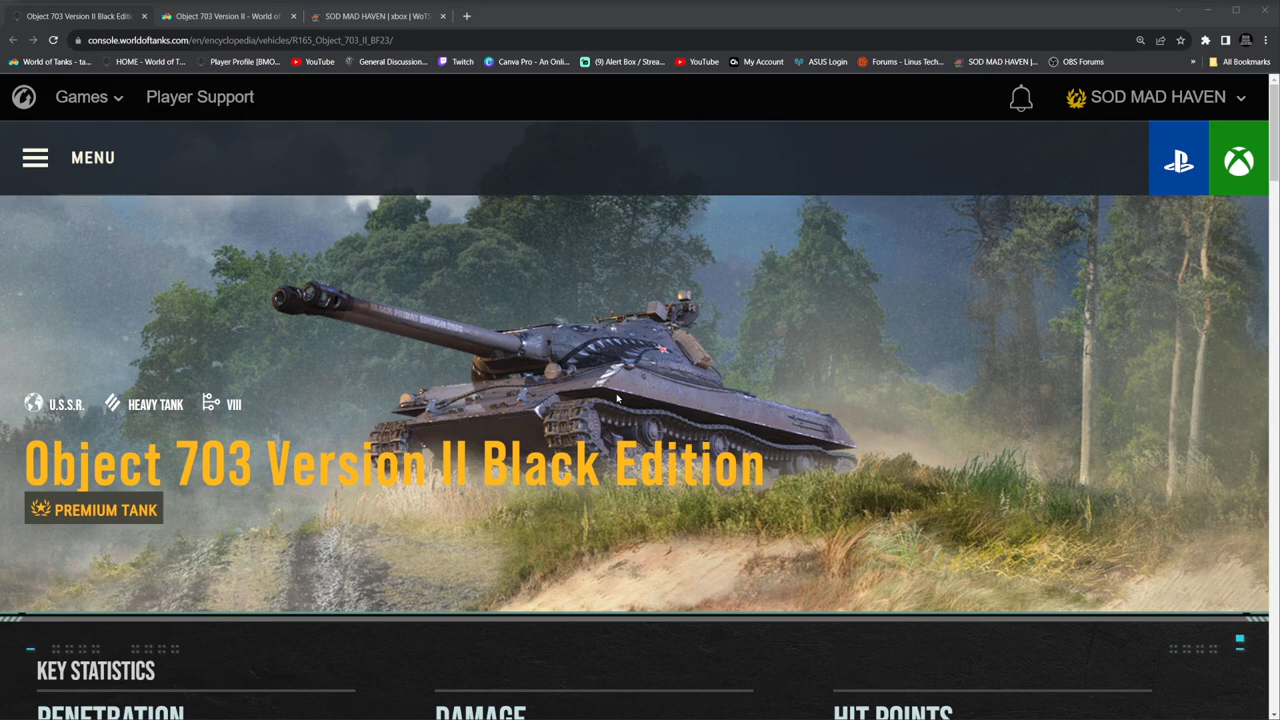 Object 703 Version II Black Editi
Object 703 Version II - World of
SOD MAD HAVEN | xbox | WoTS
console.worldoftanks.com/en/encyclopedia/vehicles/R165_Object_703_II_BF23/
World of Tanks - ta...
HOME - World of T...
Player Profile [BMO...
YouTube
General Discussion...
Twitch
Canva Pro - An Onli...
(9) Alert Box / Strea...
YouTube
My Account
ASUS Login
Forums - Linus Tech...
SOD MAD HAVEN |...
OBS Forums
»
All Bookmarks
Games
Player Support
SOD MAD HAVEN
MENU
U.S.S.R.
HEAVY TANK
VIII
Object 703 Version II Black Edition
PREMIUM TANK
KEY STATISTICS
PENETRATION
DAMAGE
HIT POINTS